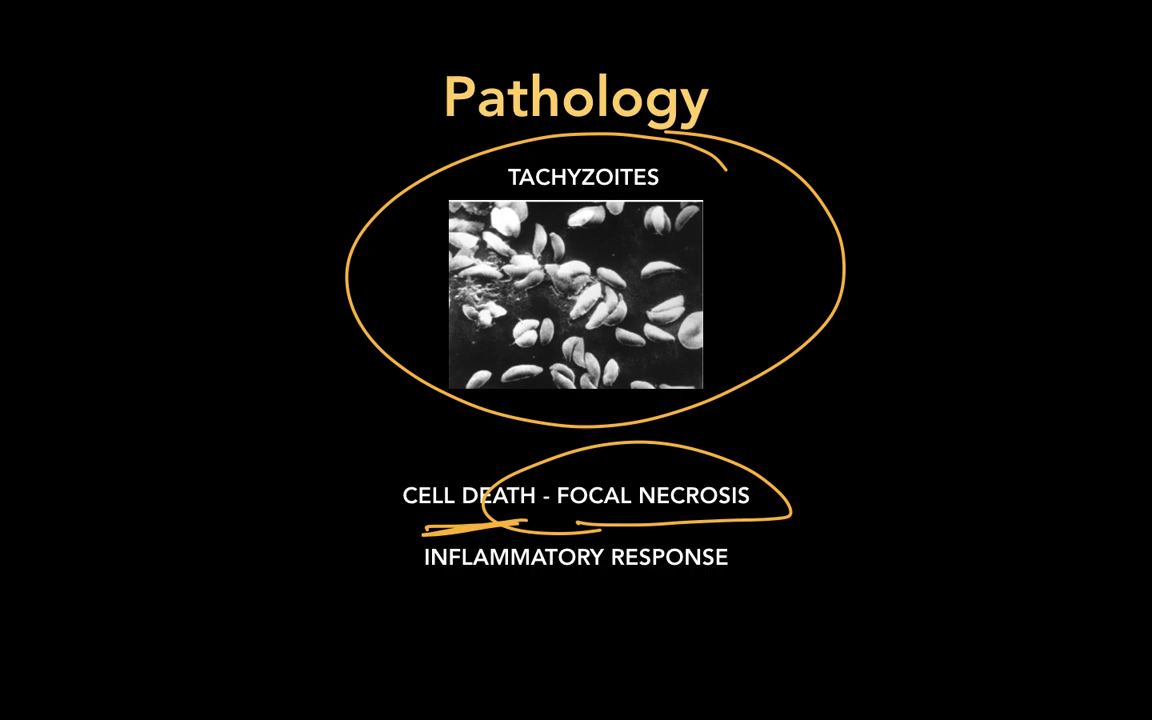 Pathology
TACHYZOITES
CELL DEATH - FOCAL NECROSIS
INFLAMMATORY RESPONSE